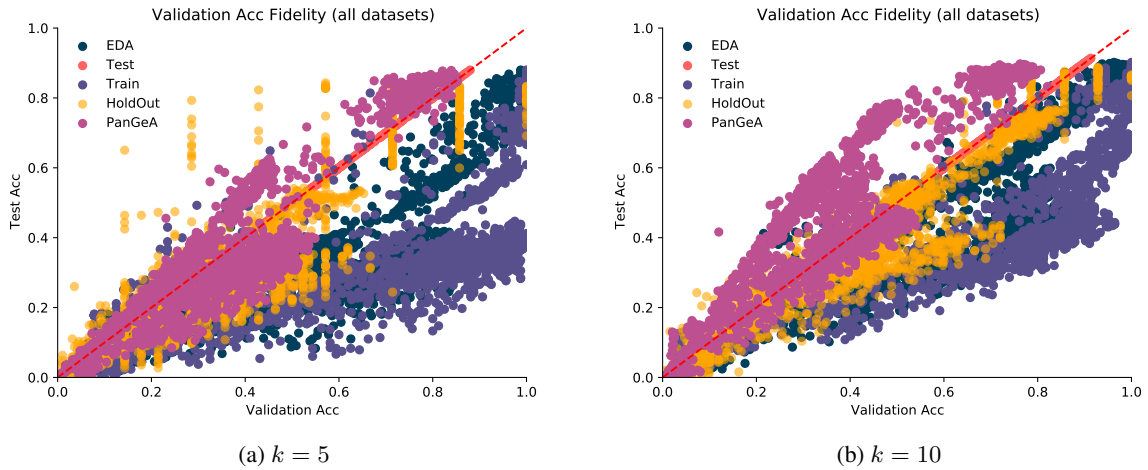 Validation Acc Fidelity (all datasets)
1.0
0.8
0.6
0.4
0.2
0.0
Test Acc
EDA
Test
Train
HoldOut
PanGeA
0.0 0.2 0.4 0.6 0.8 1.0
Validation Acc
(a) k = 5
Validation Acc Fidelity (all datasets)
1.0
0.8
0.6
0.4
0.2
0.0
Test Acc
EDA
Test
Train
HoldOut
PanGeA
0.0 0.2 0.4 0.6 0.8 1.0
Validation Acc
(b) k = 10